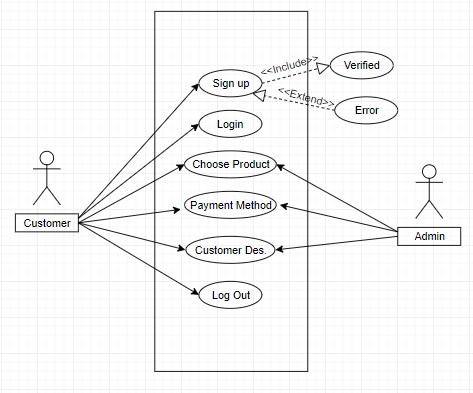 <<Include>>
Verified
Sign up
<<Extend>>
Error
Login
Choose Product
Payment Method
Customer
Admin
Customer Des.
Log Out